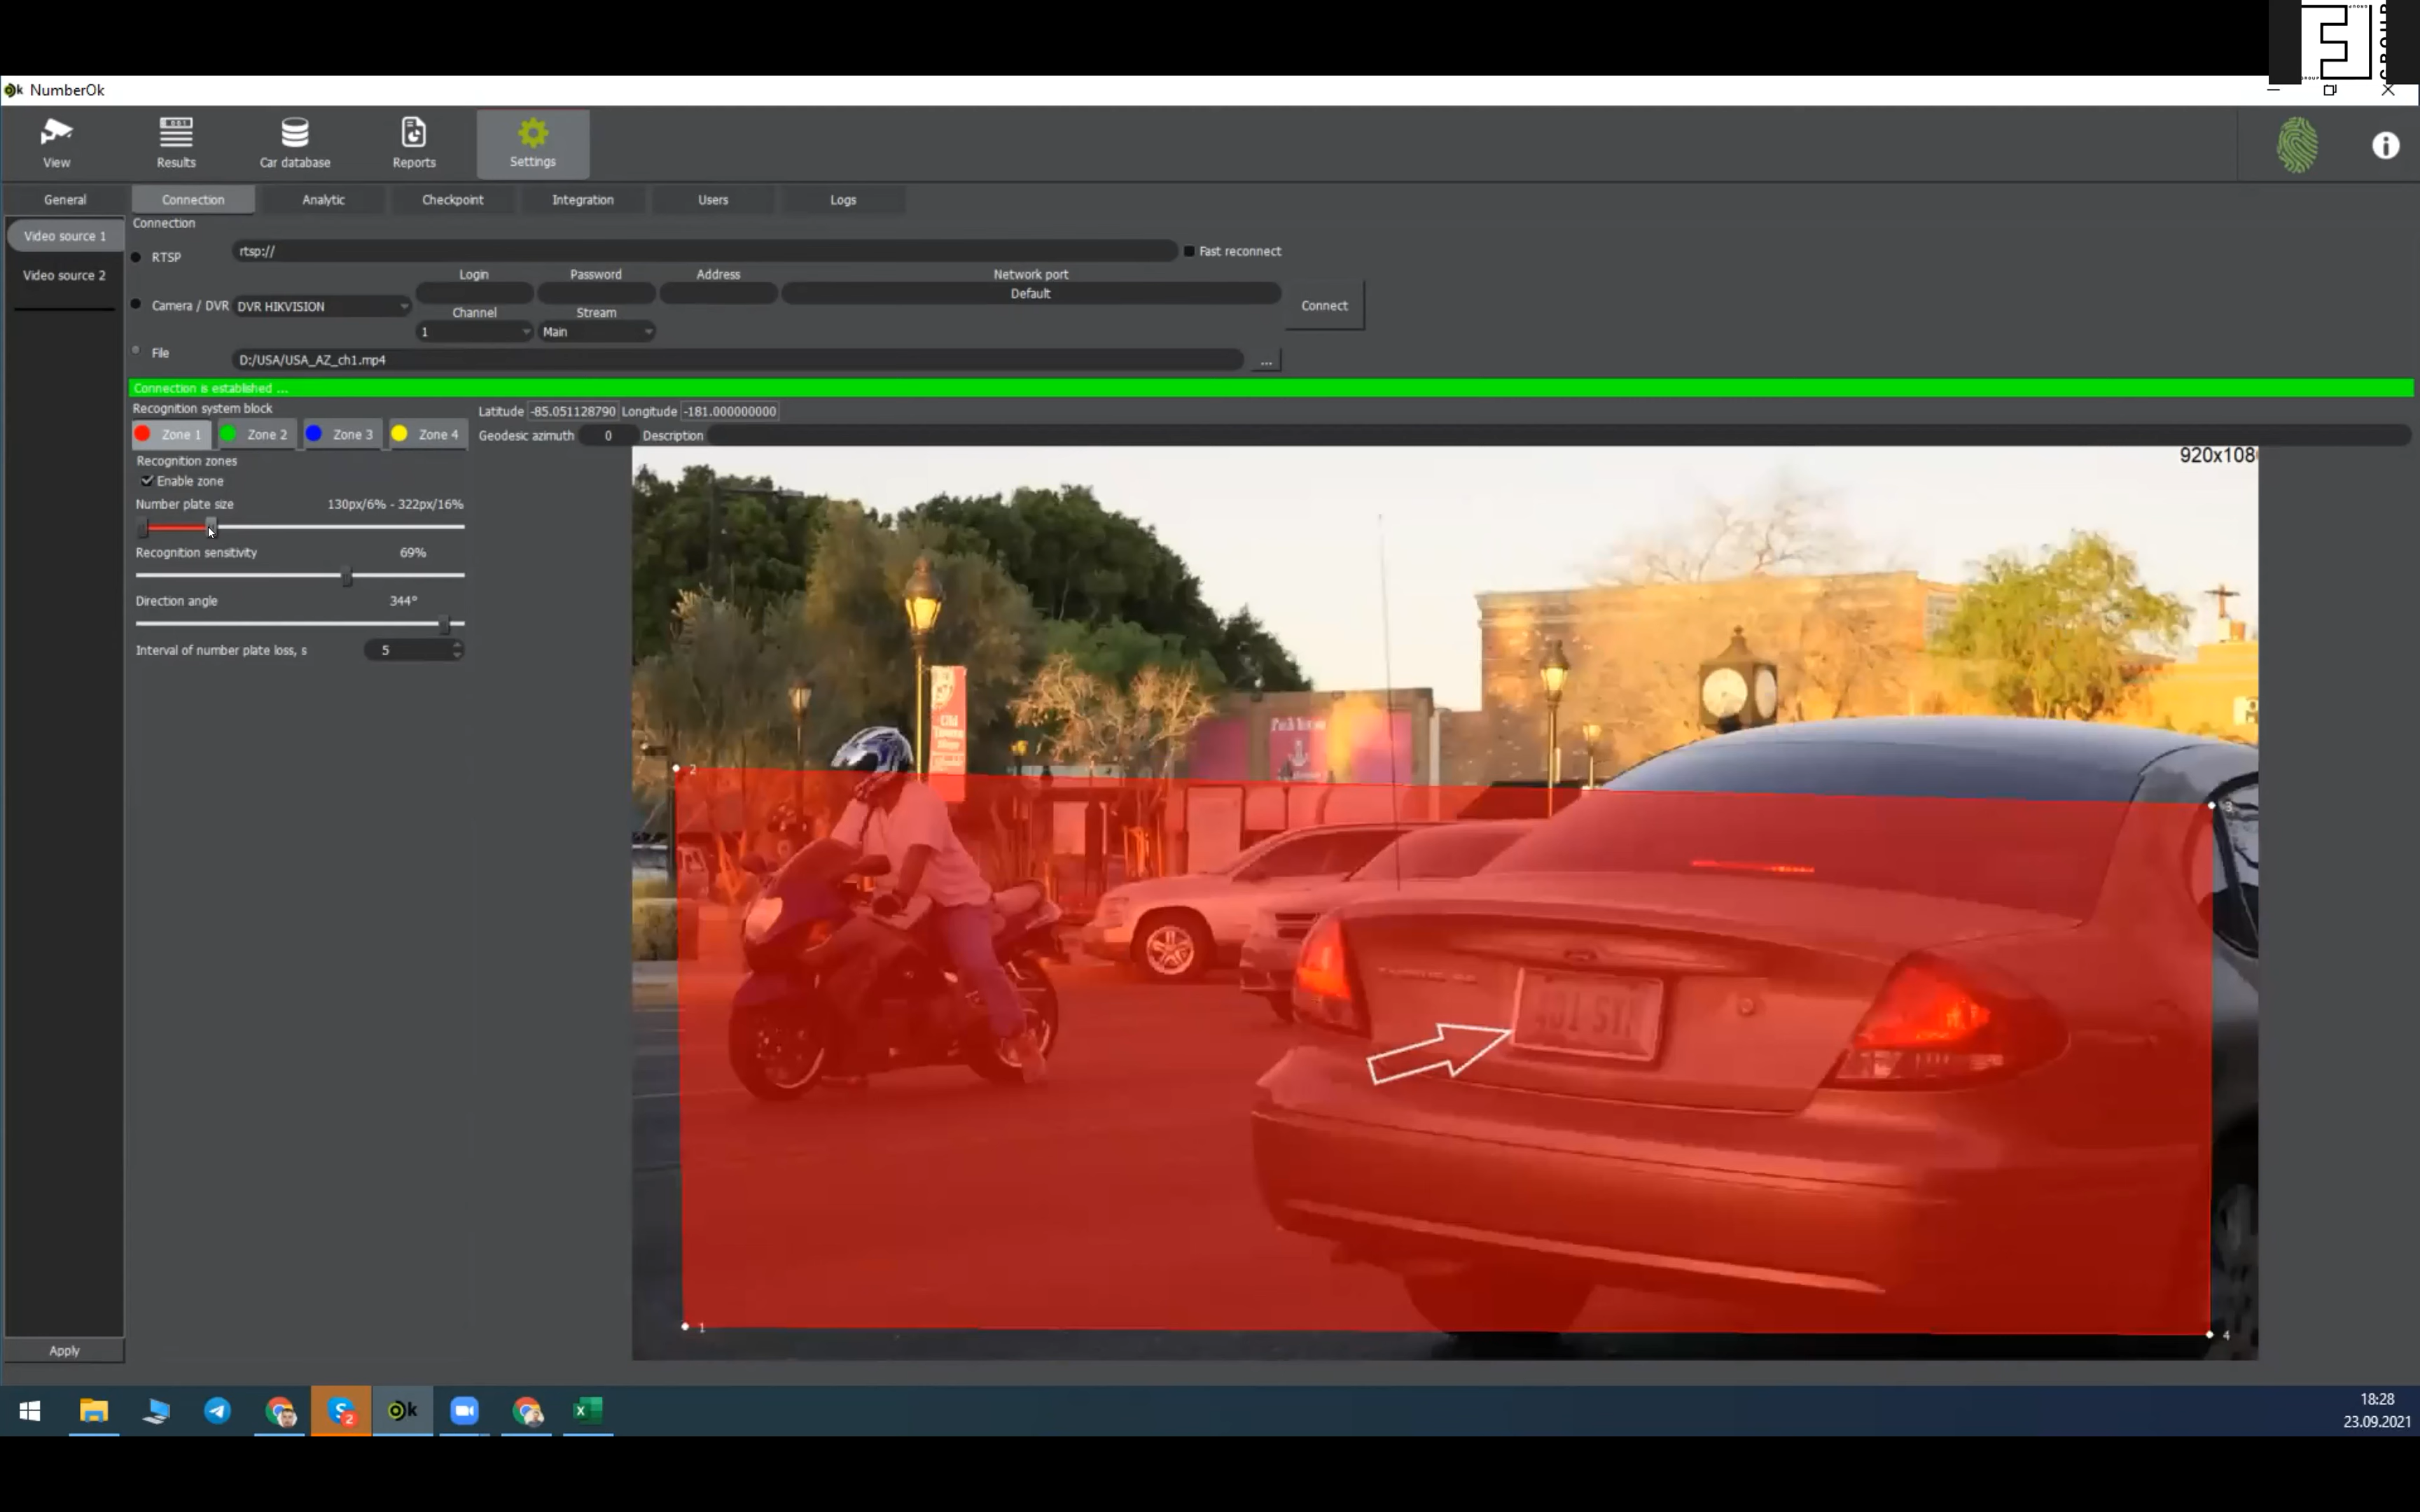 GROUP
NumberOk
View
Results
Car database
Reports
Settings
General
Connection
Analytic
Checkpoint
Integration
Users
Logs
Video source 1
Video source 2
Connection
RTSP
rtsp://
Fast reconnect
Login
Password
Address
Network port
Camera / DVR
DVR HIKVISION
Default
Connect
Channel
Stream
1
Main
File
D:/USA/USA_AZ_ch1.mp4
...
Connection is established ...
Recognition system block
Latitude -85.051128790 Longitude -181.000000000
Zone 1
Zone 2
Zone 3
Zone 4
Geodesic azimuth 0 Description
Recognition zones
920x108
Enable zone
Number plate size 130px/6% - 322px/16%
Recognition sensitivity 69%
Direction angle 344°
Interval of number plate loss, s 5
Old
Town
2
3
1
4
Apply
18:28
23.09.2021